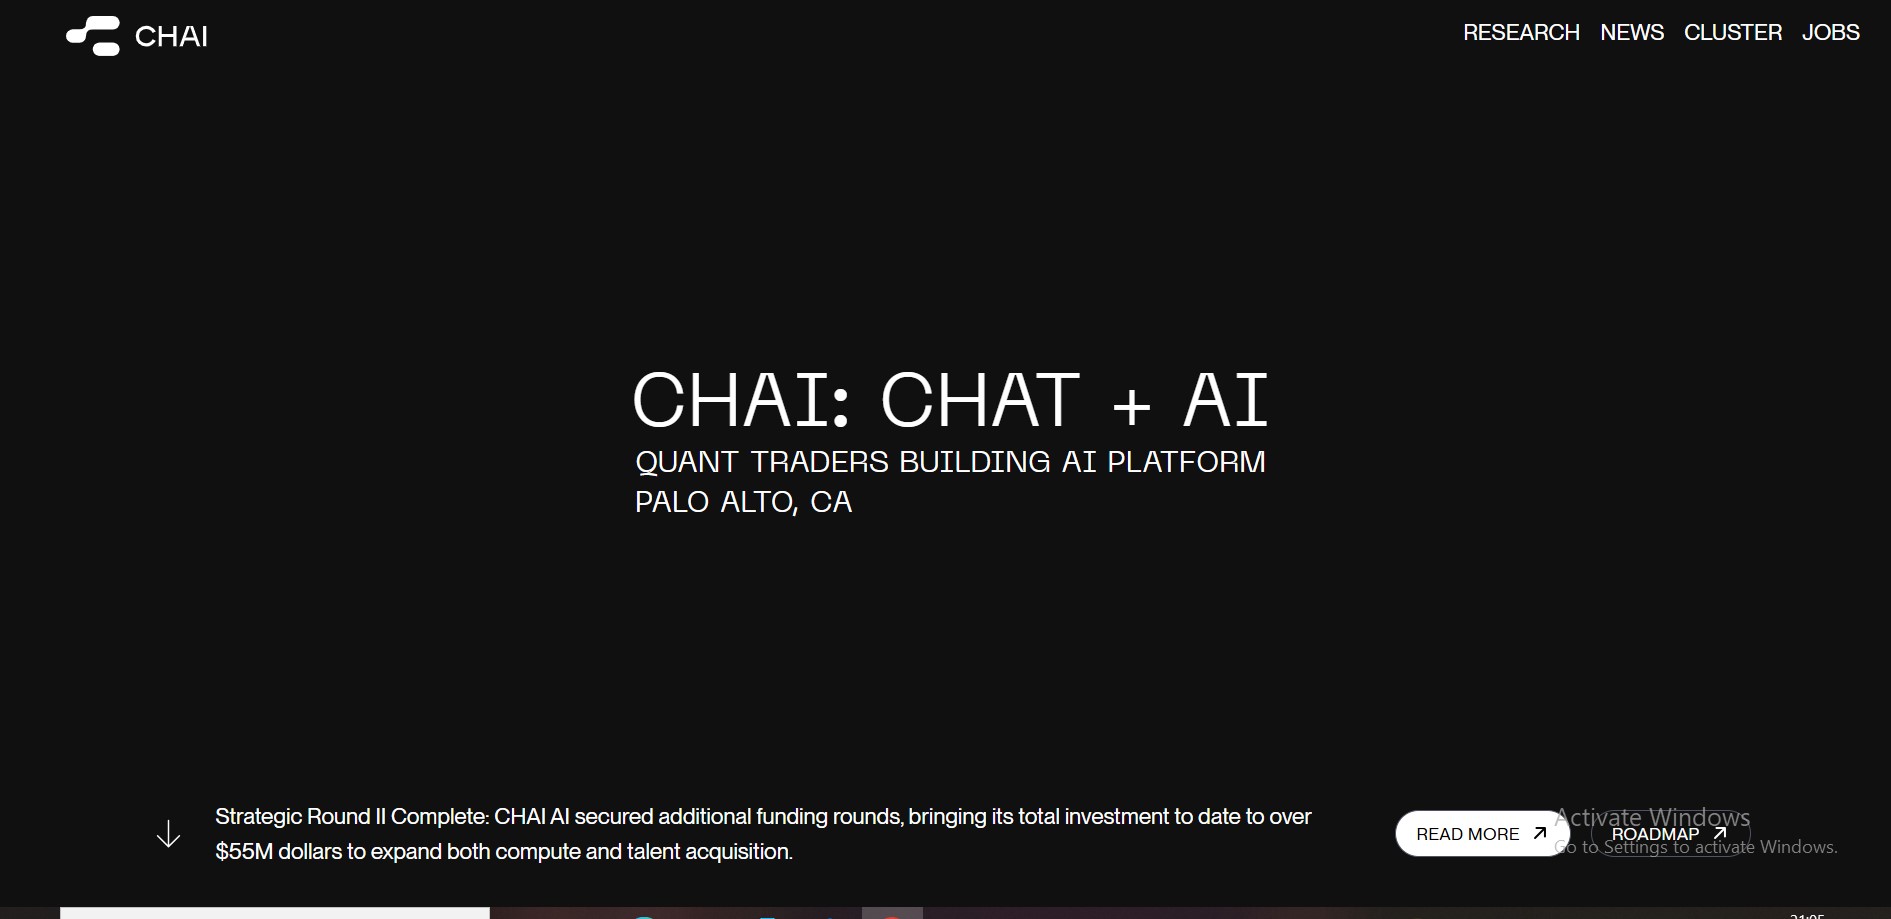 CHAI
RESEARCH NEWS CLUSTER JOBS
CHAI: CHAT + AI
QUANT TRADERS BUILDING AI PLATFORM
PALO ALTO, CA
Strategic Round II Complete: CHAI AI secured additional funding rounds, bringing its total investment to date to over
$55M dollars to expand both compute and talent acquisition.
READ MORE
ROADMAP
Activate Windows
Go to Settings to activate Windows.